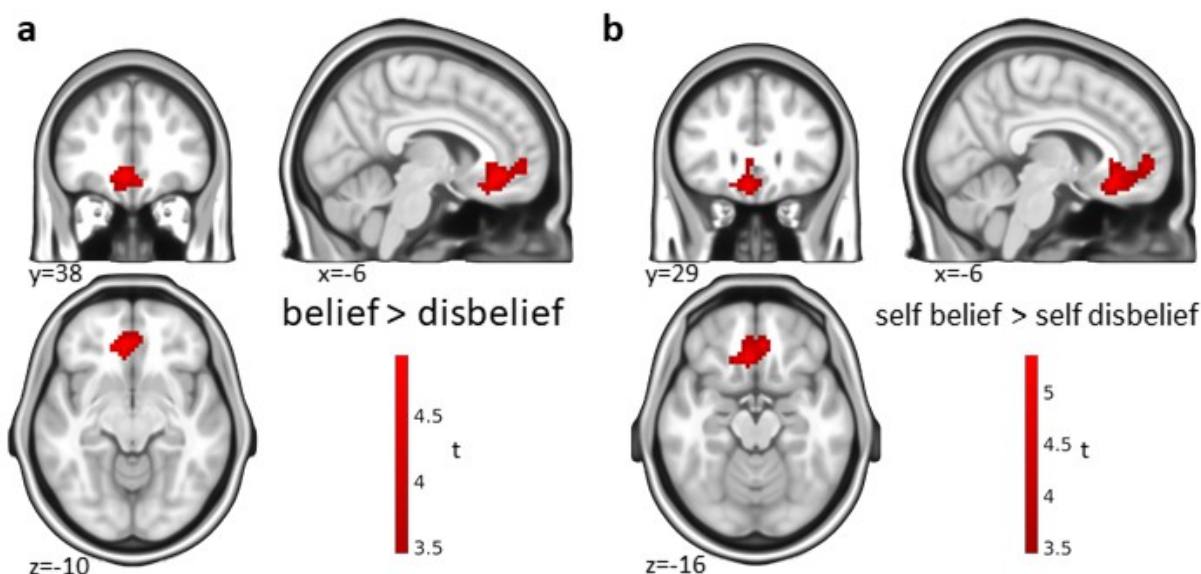 a
y=38
x=-6
belief > disbelief
z=-10
4.5
4
3.5
t
b
y=29
x=-6
self belief > self disbelief
z=-16
5
4.5
4
3.5
t